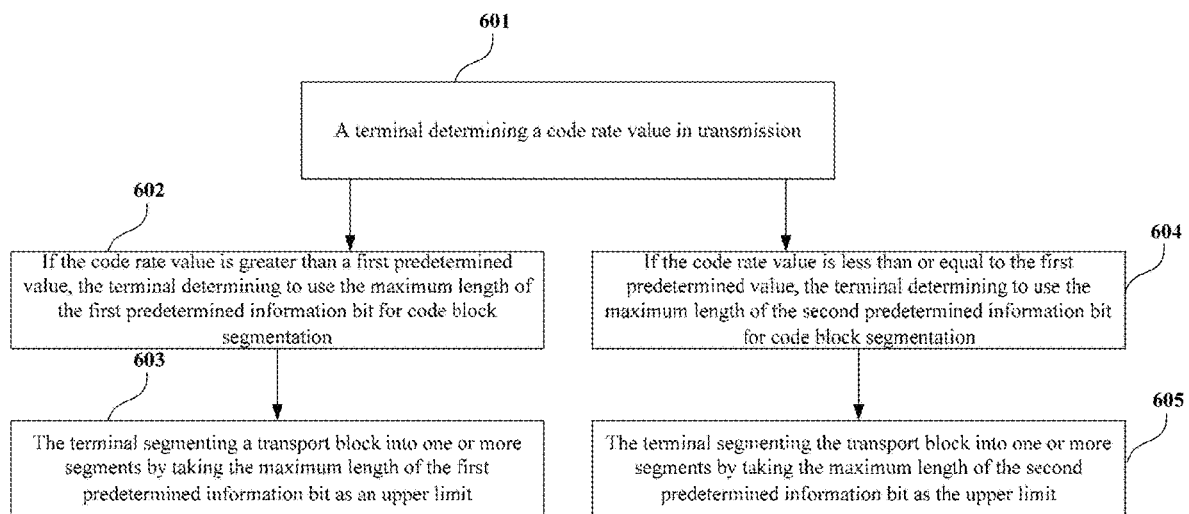 601
A terminal determining a code rate value in transmission
602
If the code rate value is greater than a first predetermined
value, the terminal determining to use the maximum length of
the first predetermined information bit for code block
segmentation
604
If the code rate value is less than or equal to the first
predetermined value, the terminal determining to use the
maximum length of the second predetermined information bit
for code block segmentation
603
The terminal segmenting a transport block into one or more
segments by taking the maximum length of the first
predetermined information bit as an upper limit
605
The terminal segmenting the transport block into one or more
segments by taking the maximum length of the second
predetermined information bit as the upper limit